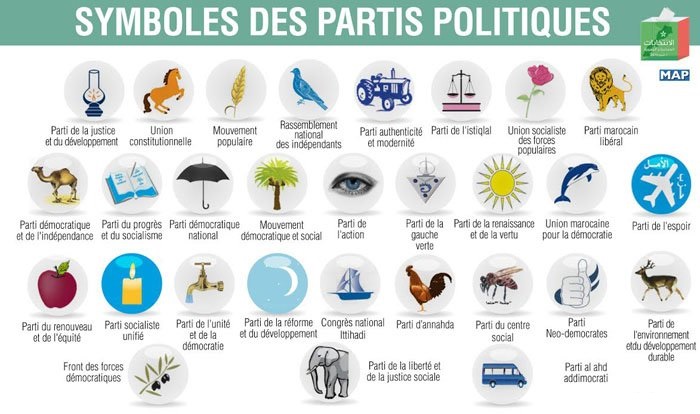 SYMBOLES DES PARTIS POLITIQUES
الانتخابات
MAP
Parti de la justice
et du développement
Union
constitutionnelle
Mouvement
populaire
Rassemblement
national
des indépendants
Parti authenticité
et modernité
Parti de l'istiqlal
Union socialiste
des forces
populaires
Parti marocain
libéral
Parti démocratique
et de l'indépendance
Parti du progrès
et du socialisme
Parti démocratique
national
Mouvement
démocratique et social
Parti de
l'action
Parti de la
gauche
verte
Parti de la renaissance
et de la vertu
Union marocaine
pour la démocratie
الأمل
حزب
Parti de l'espoir
Parti du renouveau
et de l'équité
Parti socialiste
unifié
Parti de l'unité
et de la
démocratie
Parti de la réforme
et du développement
Congrès national
Ittihadi
Parti d'annahda
Parti du centre
social
Parti
Neo-democrates
Parti de
l'environnement
etdu développement
durable
Front des forces
démocratiques
Parti de la liberté et
de la justice sociale
Parti al ahd
addimocrati